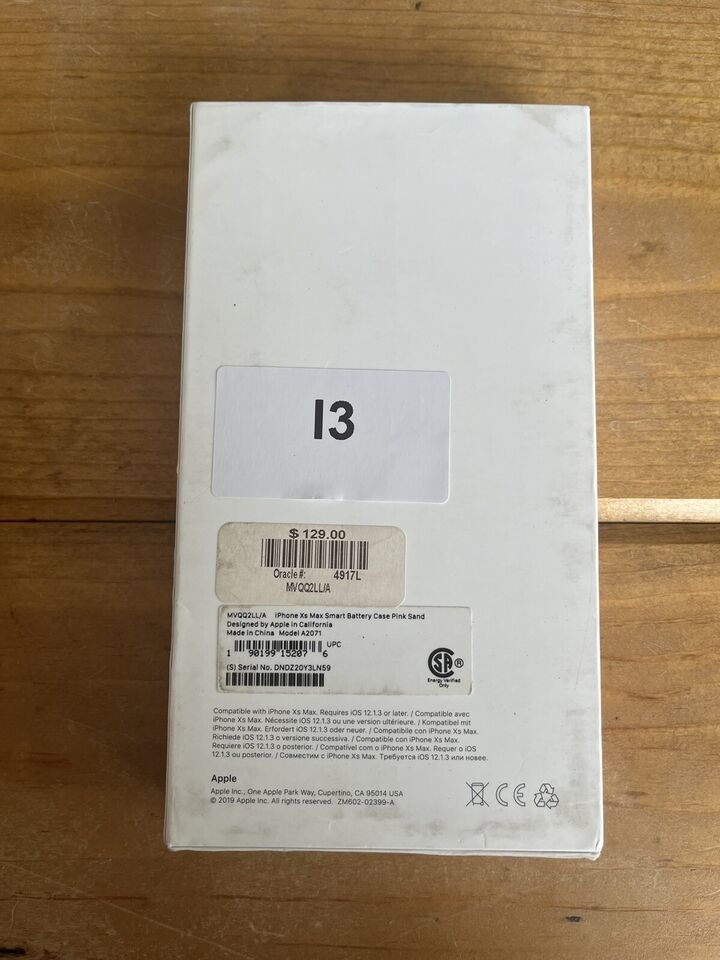 I3
$ 129.00
Oracle #: 4917L
MVQQ2LL/A
MVQQ2LL/A iPhone Xs Max Smart Battery Case Pink Sand
Designed by Apple in California
Made in China Model A2071
UPC
1 90199 15207 6
(S) Serial No. DNDZ20Y3LN59
SA ®
Energy Verified
Only
Compatible with iPhone Xs Max. Requires iOS 12.1.3 or later. / Compatible avec
iPhone Xs Max. Nécessite iOS 12.1.3 ou une version ultérieure. / Kompatibel mit
iPhone Xs Max. Erfordert iOS 12.1.3 oder neuer. / Compatibile con iPhone Xs Max.
Richiede iOS 12.1.3 o versione successiva. / Compatible con iPhone Xs Max.
Requiere iOS 12.1.3 o posterior. / Compatível com o iPhone Xs Max. Requer o iOS
12.1.3 ou posterior. / Совместим с iPhone Xs Max. Требуется iOS 12.1.3 или новее.
Apple
Apple Inc., One Apple Park Way, Cupertino, CA 95014 USA
© 2019 Apple Inc. All rights reserved. ZM602-02399-A
CE